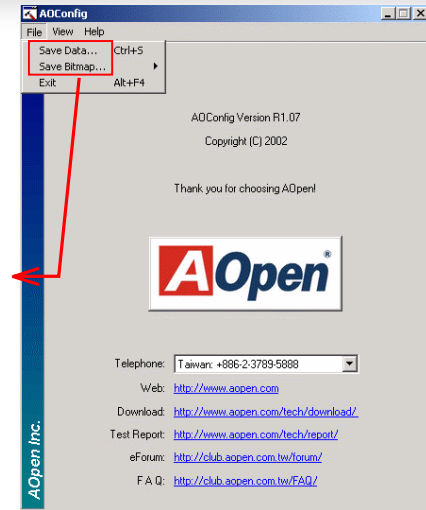 AOConfig
File View Help
Save Data... Ctrl+S
Save Bitmap...
Exit Alt+F4
AOConfig Version R1.07
Copyright (C) 2002
Thank you for choosing AOpen!
AOpen®
Telephone: Taiwan: +886-2-3789-5888
Web: http://www.aopen.com
Download: http://www.aopen.com/tech/download/
Test Report: http://www.aopen.com/tech/report/
eForum: http://club.aopen.com.tw/forum/
F A Q: http://club.aopen.com.tw/FAQ/
AOpen Inc.